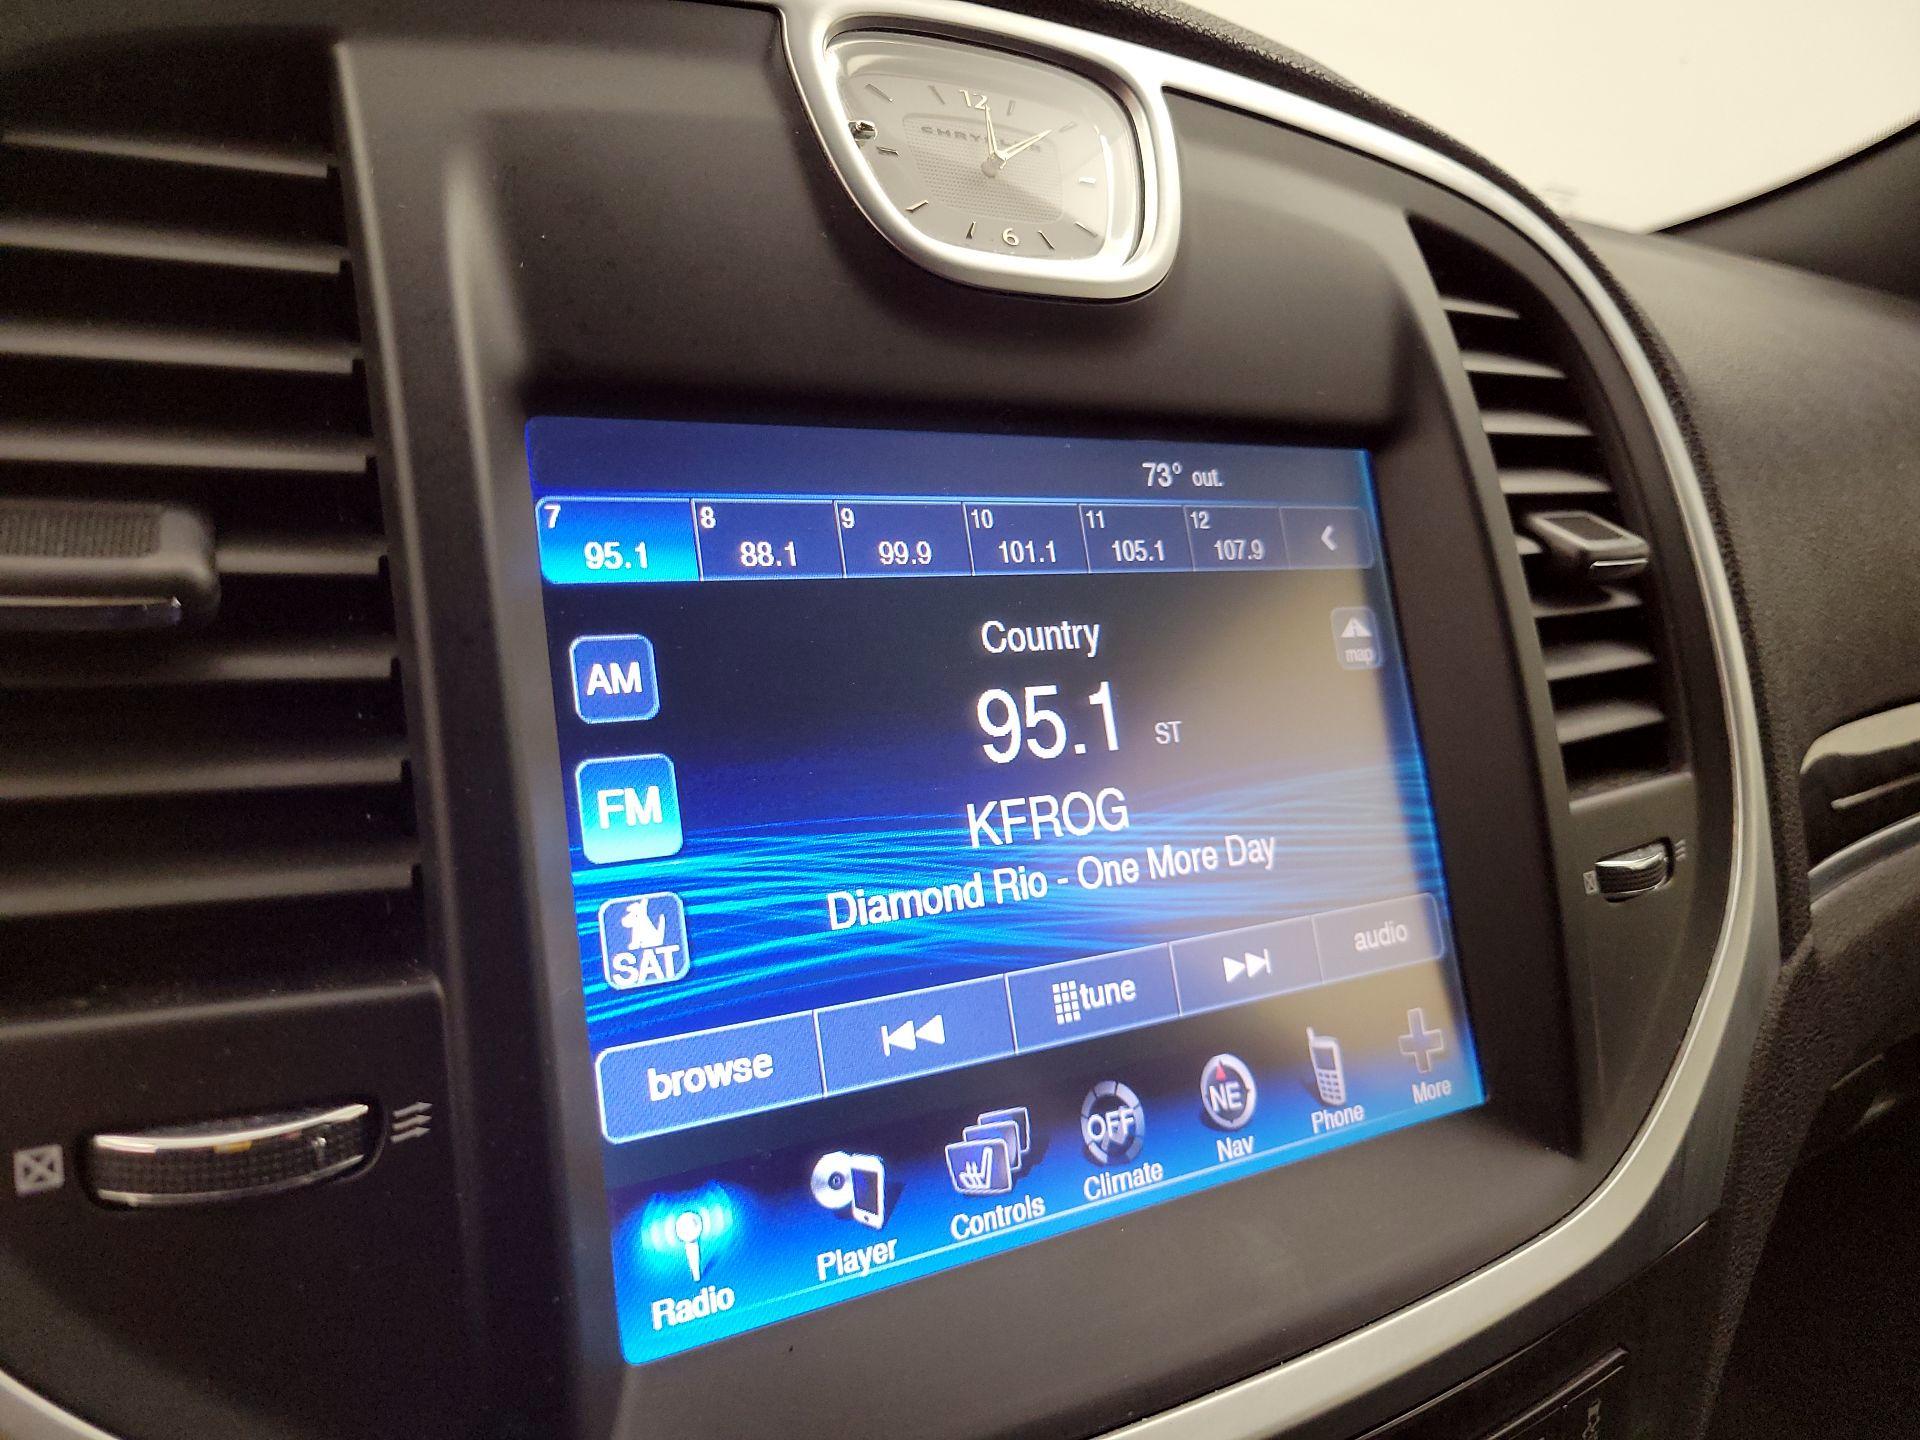 12
CHRYSLER
6
73° out.
7 8 9 10 11 12
95.1 88.1 99.9 101.1 105.1 107.9
Country
map
AM
95.1 ST
FM
KFROG
Diamond Rio - One More Day
SAT
browse tune audio
OFF NE
Radio Player Controls Climate Nav Phone More